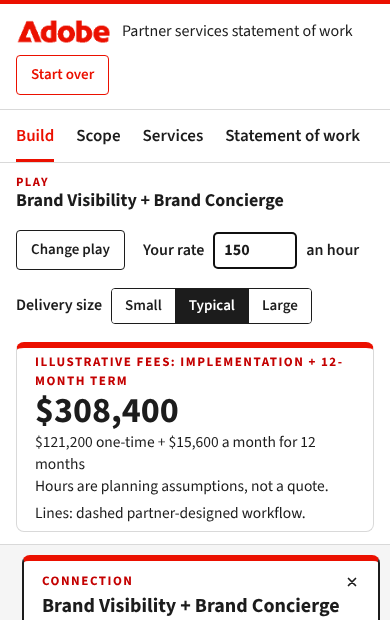 Adobe Partner services statement of work
Start over
Build Scope Services Statement of work
PLAY
Brand Visibility + Brand Concierge
Change play Your rate 150 an hour
Delivery size Small Typical Large
ILLUSTRATIVE FEES: IMPLEMENTATION + 12-
MONTH TERM
$308,400
$121,200 one-time + $15,600 a month for 12
months
Hours are planning assumptions, not a quote.
Lines: dashed partner-designed workflow.
CONNECTION ×
Brand Visibility + Brand Concierge